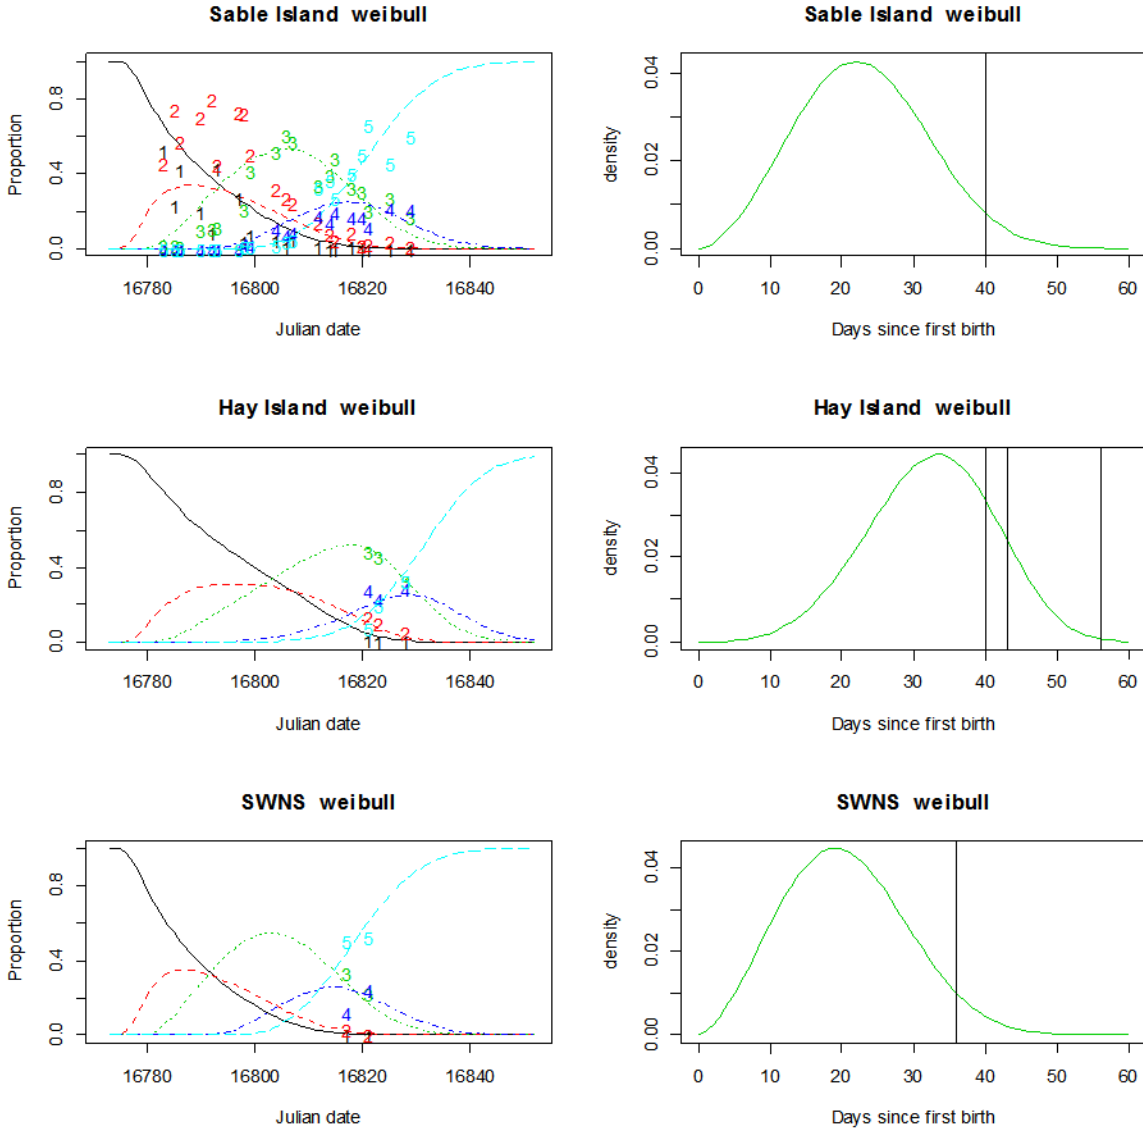 Sable Island weibull
Proportion
0.8
0.4
0.0
16780 16800 16820 16840
Julian date
Sable Island weibull
density
0.04
0.02
0.00
0 10 20 30 40 50 60
Days since first birth
Hay Island weibull
Proportion
0.8
0.4
0.0
16780 16800 16820 16840
Julian date
Hay Island weibull
density
0.04
0.02
0.00
0 10 20 30 40 50 60
Days since first birth
SWNS weibull
Proportion
0.8
0.4
0.0
16780 16800 16820 16840
Julian date
SWNS weibull
density
0.04
0.02
0.00
0 10 20 30 40 50 60
Days since first birth